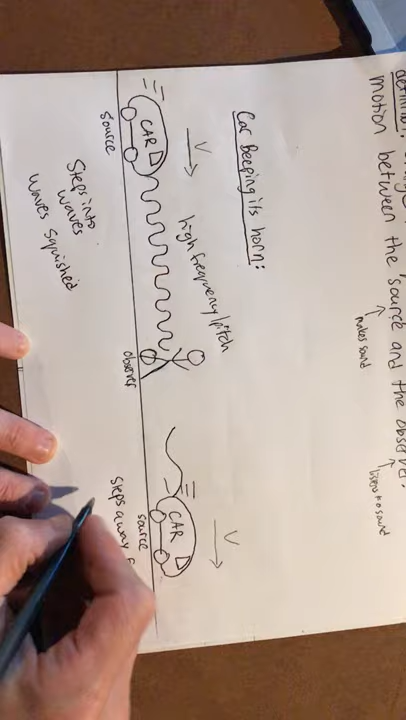 motion between the source and the observer.
makes sound
listens to sound
Car Beeping its horn:
V
high frequency/pitch
CAR
source
Steps into
waves
waves squished
observer
V
CAR
source
steps away